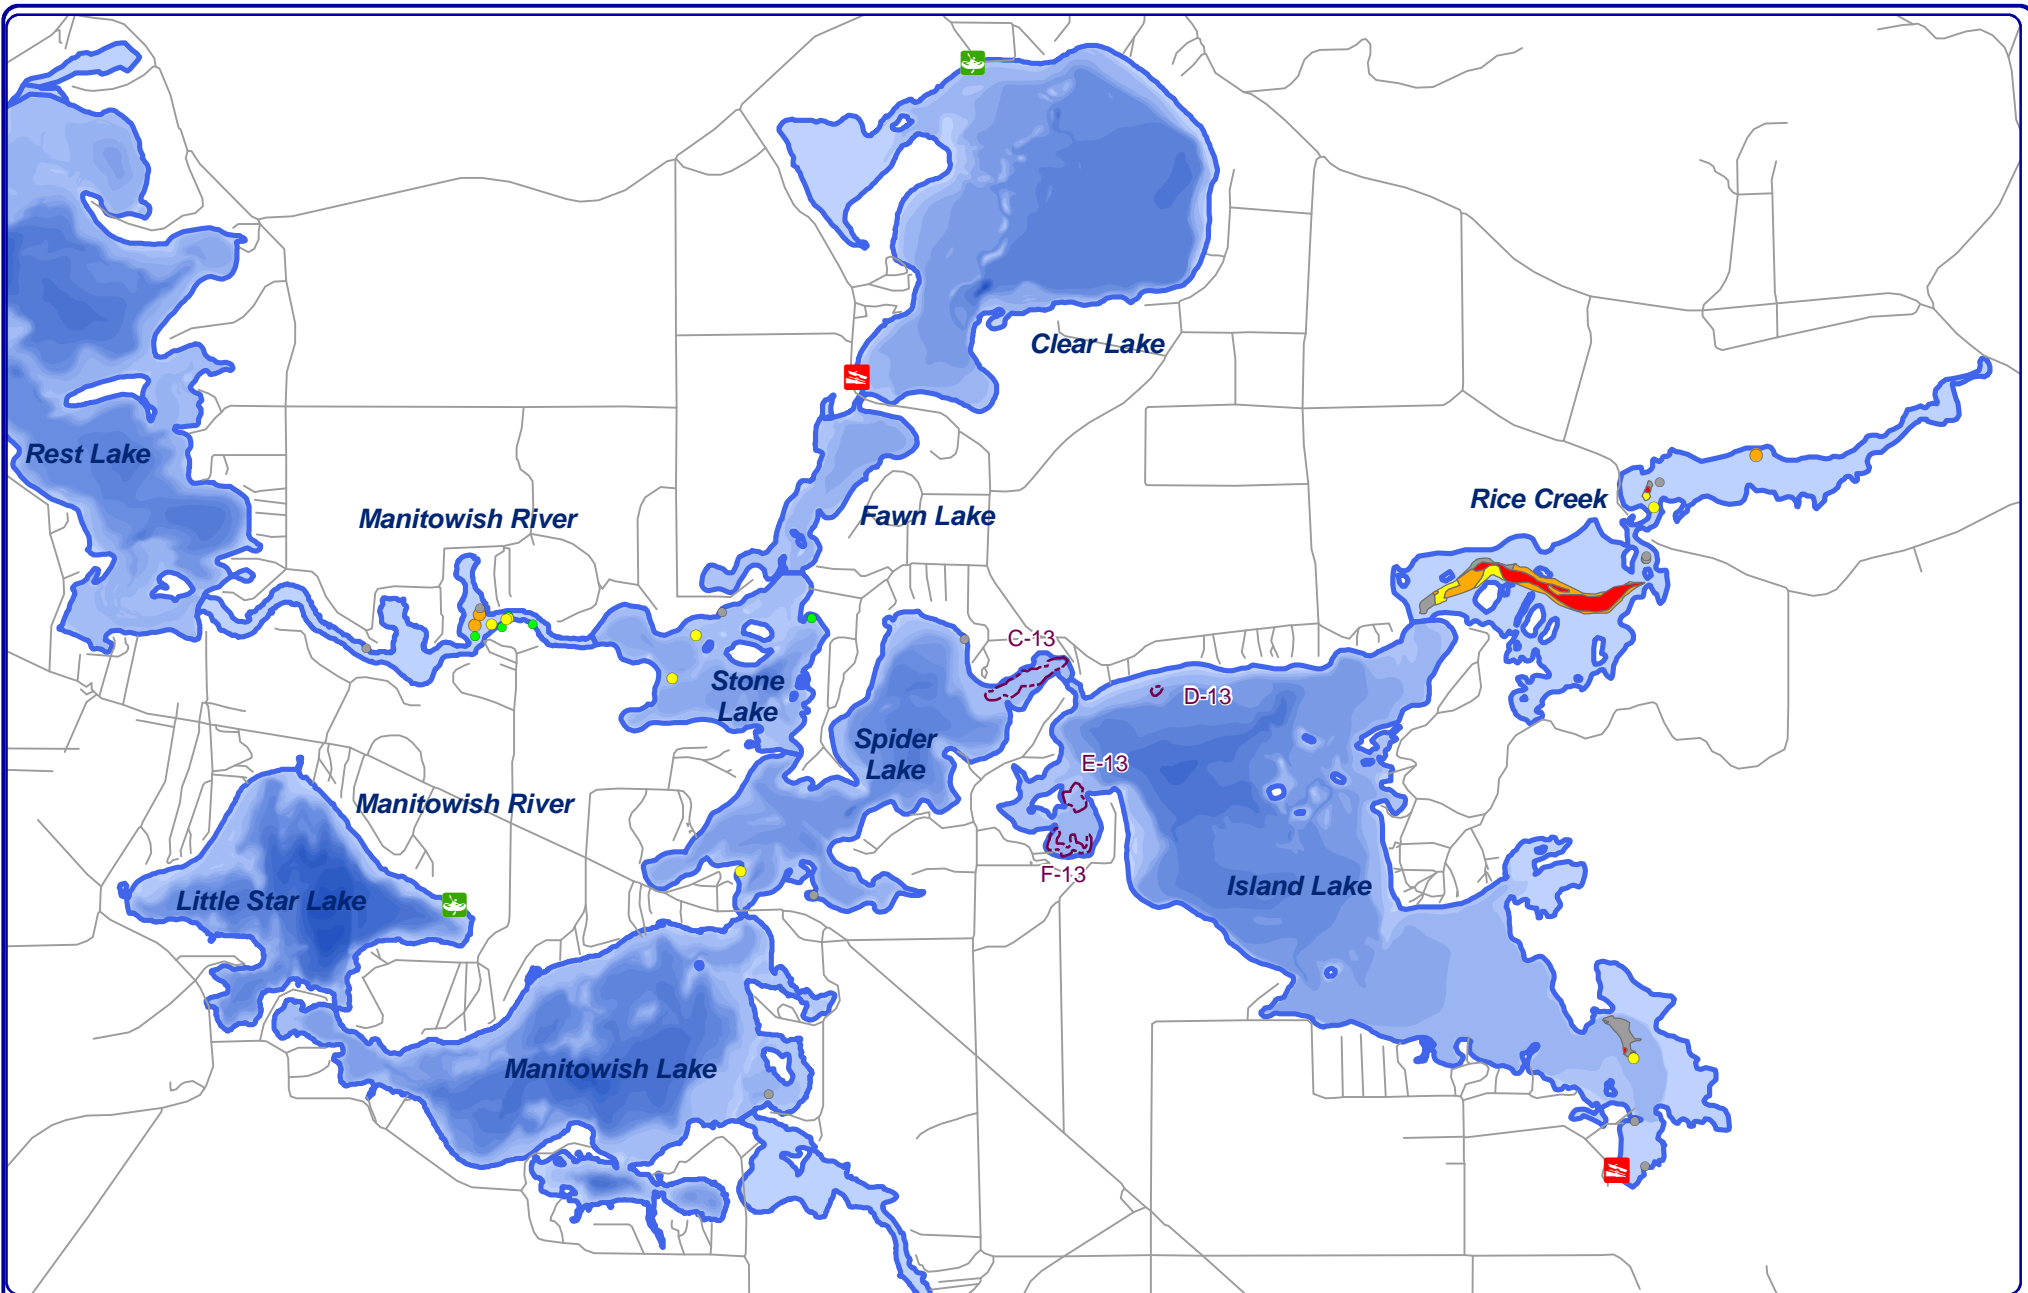 Clear Lake
Rest Lake
Rice Creek
Manitowish River
Fawn Lake
C-13
Stone
Lake
D-13
Spider
Lake
E-13
Manitowish River
F-13
Island Lake
Little Star Lake
Manitowish Lake